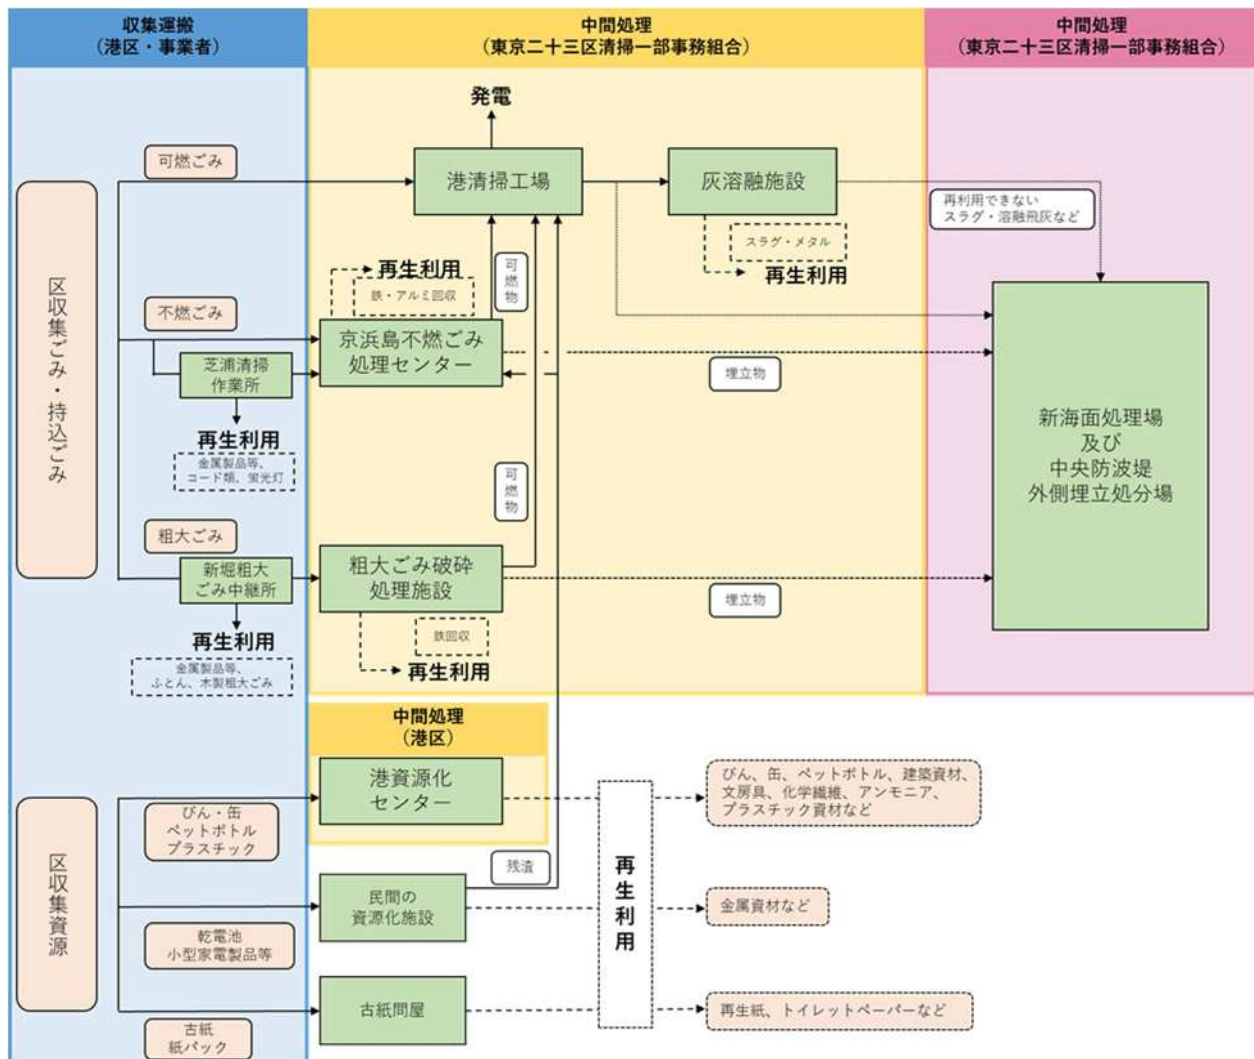 収集運搬
（港区・事業者）
中間処理
（東京二十三区清掃一部事務組合）
中間処理
（東京二十三区清掃一部事務組合）
区収集ごみ・持込ごみ
可燃ごみ
発電
港清掃工場
灰溶融施設
再利用できない
スラグ・溶融飛灰など
スラグ・メタル
再生利用
不燃ごみ
再生利用
鉄・アルミ回収
可燃物
京浜島不燃ごみ
処理センター
芝浦清掃
作業所
再生利用
金属製品等、
コード類、蛍光灯
埋立物
新海面処理場
及び
中央防波堤
外側埋立処分場
可燃物
粗大ごみ
新堀粗大
ごみ中継所
再生利用
金属製品等、
ふとん、木製粗大ごみ
粗大ごみ破砕
処理施設
鉄回収
再生利用
埋立物
中間処理
（港区）
区収集資源
びん・缶
ペットボトル
プラスチック
港資源化
センター
びん、缶、ペットボトル、建築資材、
文房具、化学繊維、アンモニア、
プラスチック資材など
残渣
乾電池
小型家電製品等
民間の
資源化施設
再生利用
金属資材など
古紙
紙パック
古紙問屋
再生紙、トイレットペーパーなど